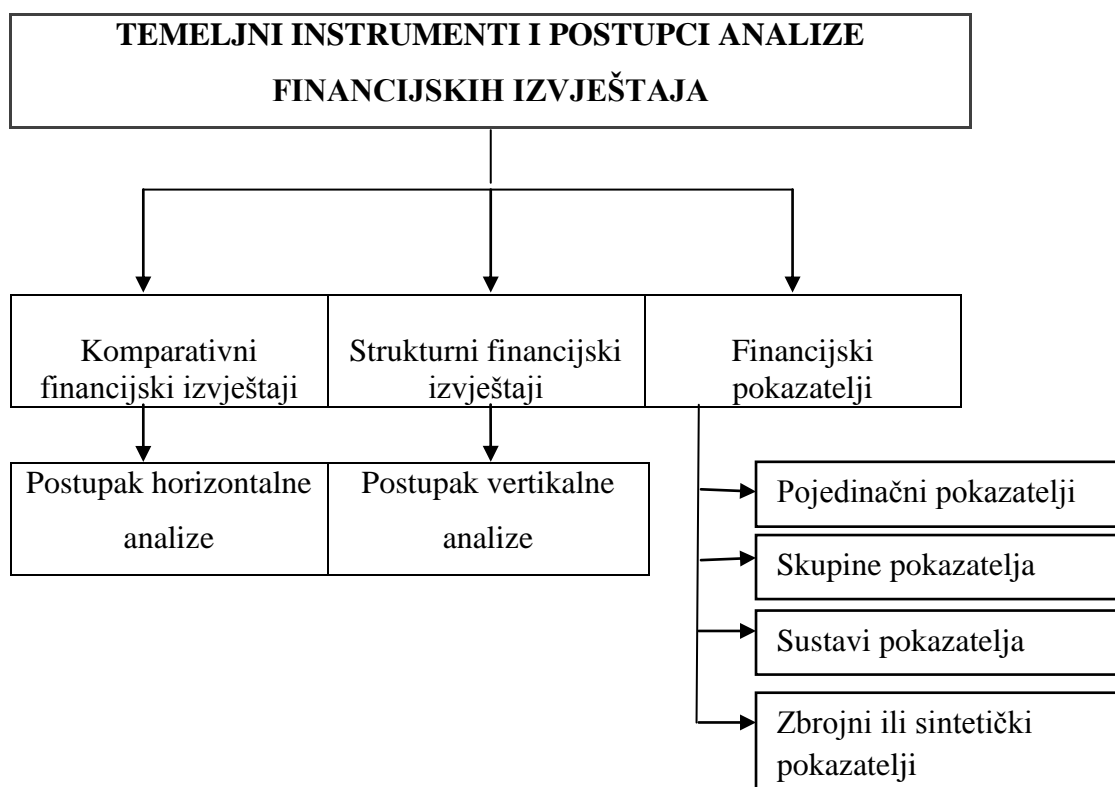 TEMELJNI INSTRUMENTI I POSTUPCI ANALIZE
FINANCIJSKIH IZVJEŠTAJA
Komparativni
financijski izvještaji
Strukturni financijski
izvještaji
Financijski
pokazatelji
Postupak horizontalne
analize
Postupak vertikalne
analize
Pojedinačni pokazatelji
Skupine pokazatelja
Sustavi pokazatelja
Zbrojni ili sintetički
pokazatelji